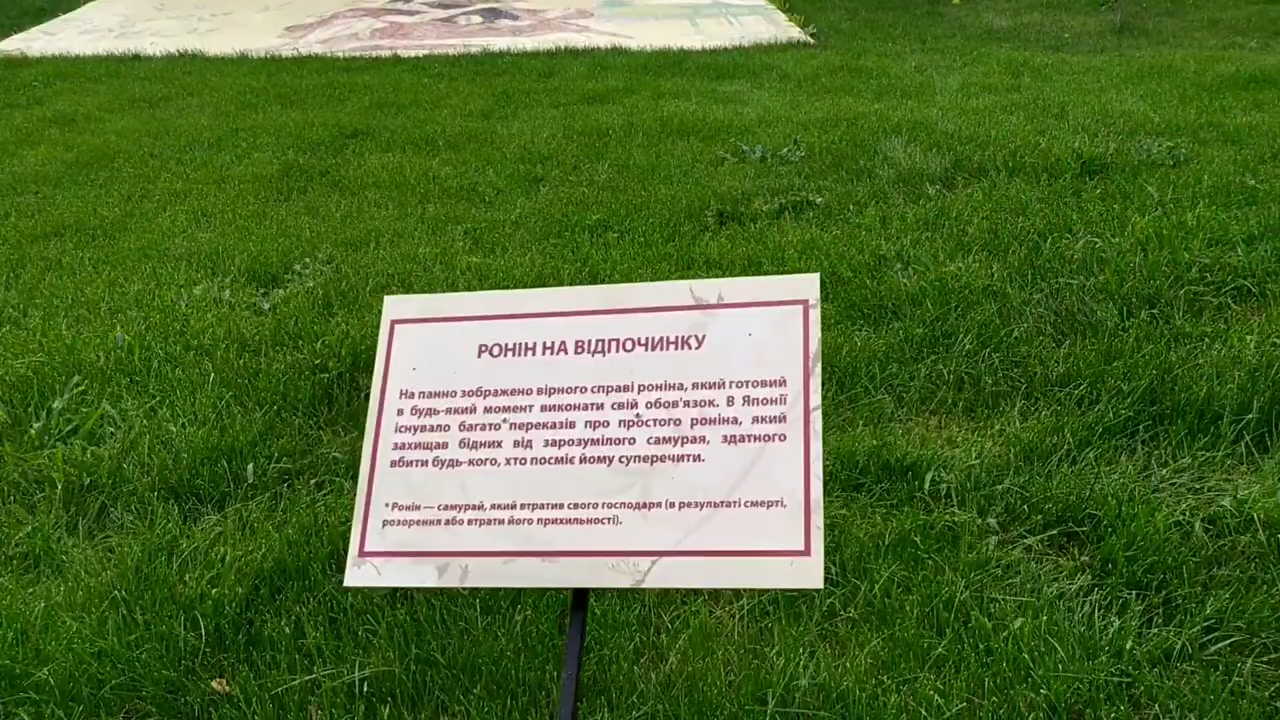 РОНІН НА ВІДПОЧИНКУ
На панно зображено вірного справі роніна, який готовий
в будь-який момент виконати свій обов'язок. В Японії
існувало багато переказів про простого роніна, який
захищав бідних від зарозумілого самурая, здатного
вбити будь-кого, хто посміє йому суперечити.
* Ронін — самурай, який втратив свого господаря (в результаті смерті,
розорення або втрати його прихильності).